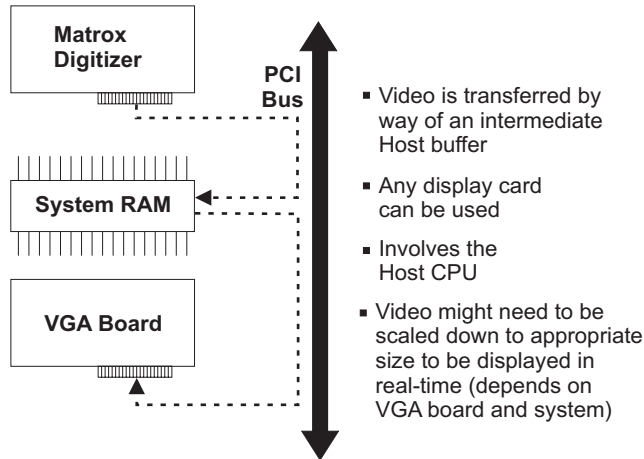 Matrox
Digitizer
PCI
Bus
System RAM
VGA Board
▪ Video is transferred by
way of an intermediate
Host buffer
▪ Any display card
can be used
▪ Involves the
Host CPU
▪ Video might need to be
scaled down to appropriate
size to be displayed in
real-time (depends on
VGA board and system)